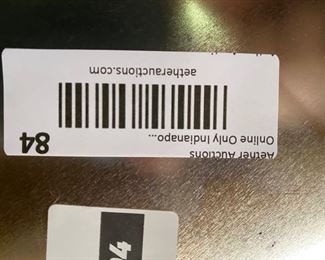 Aether Auctions
Online Only Indianapo...
84
aetherauctions.com